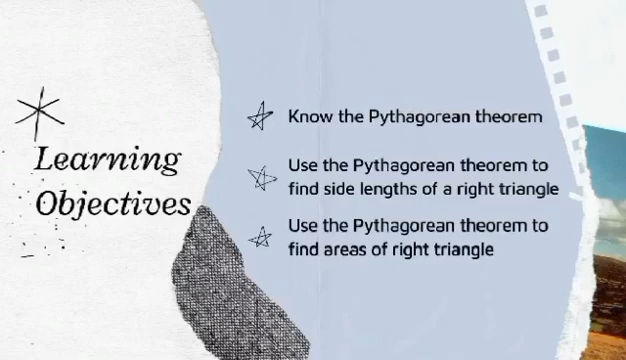 Learning
Objectives
Know the Pythagorean theorem
Use the Pythagorean theorem to
find side lengths of a right triangle
Use the Pythagorean theorem to
find areas of right triangle